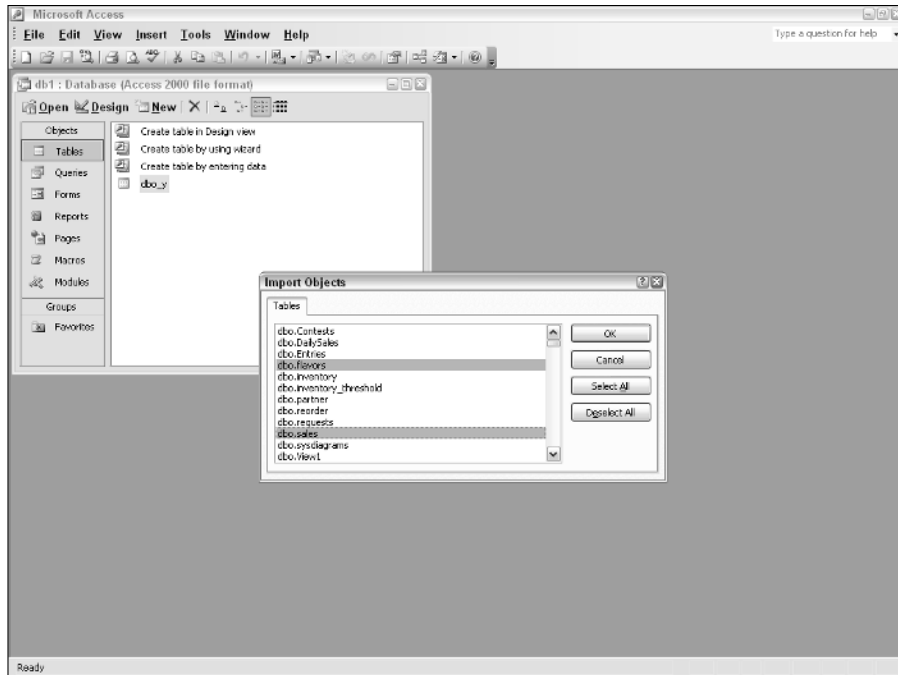 Microsoft Access
File Edit View Insert Tools Window Help
Type a question for help
db1 : Database (Access 2000 file format)
Open Design New
Objects
Tables
Queries
Forms
Reports
Pages
Macros
Modules
Groups
Favorites
Create table in Design view
Create table by using wizard
Create table by entering data
dbo_y
Import Objects
Tables
dbo.Contests
dbo.DailySales
dbo.Entries
dbo.flavors
dbo.inventory
dbo.inventory_threshold
dbo.partner
dbo.reorder
dbo.requests
dbo.sales
dbo.sysdiagrams
dbo.View1
OK
Cancel
Select All
Deselect All
Ready